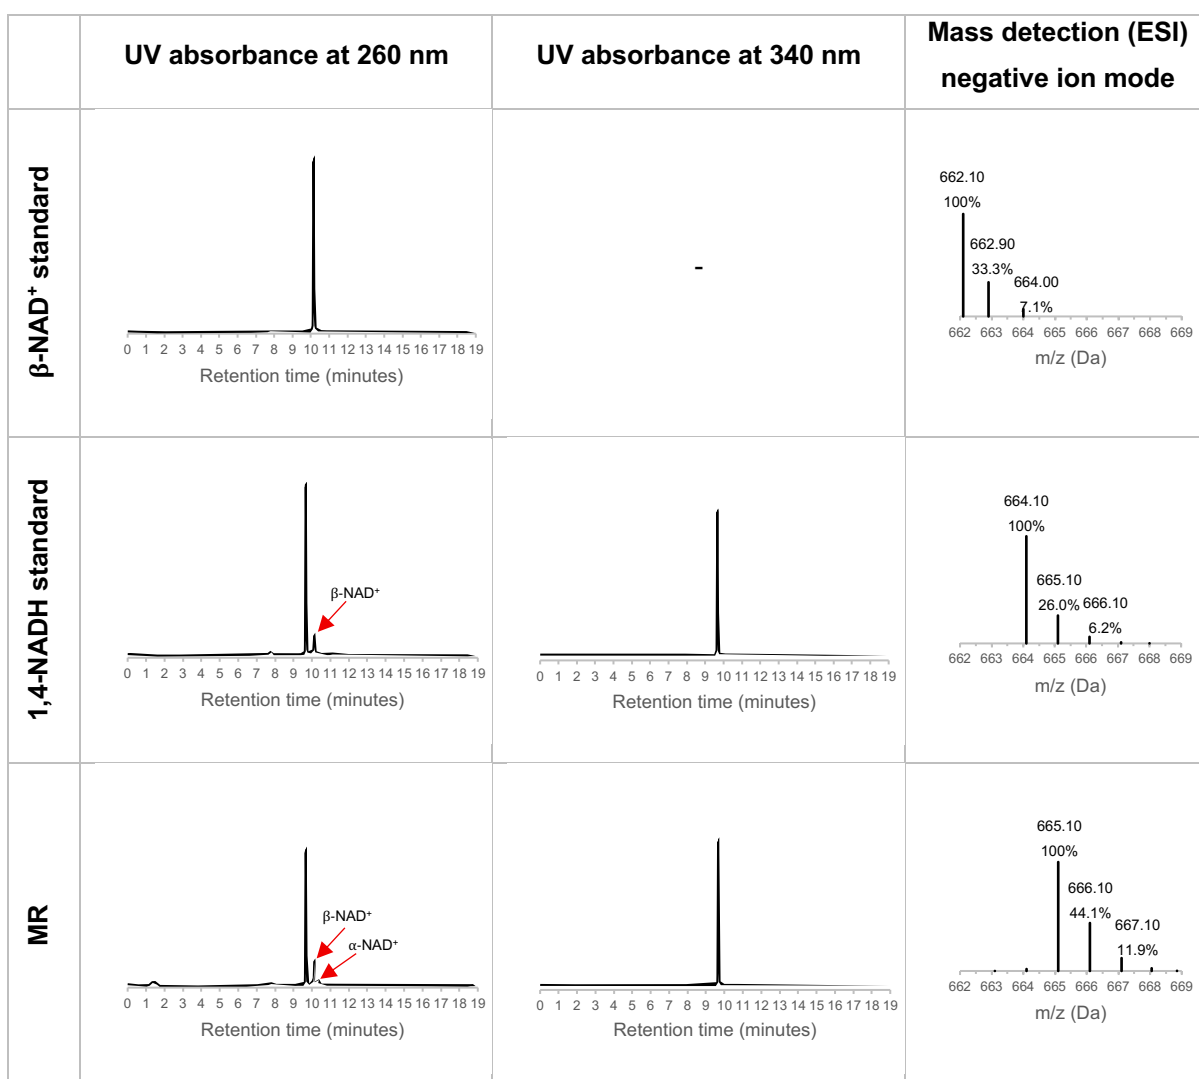 UV absorbance at 260 nm
UV absorbance at 340 nm
Mass detection (ESI)
negative ion mode
β-NAD⁺ standard
0 1 2 3 4 5 6 7 8 9 10 11 12 13 14 15 16 17 18 19
Retention time (minutes)
-
662.10
100%
662.90
33.3%
664.00
7.1%
662 663 664 665 666 667 668 669
m/z (Da)
1,4-NADH standard
β-NAD⁺
0 1 2 3 4 5 6 7 8 9 10 11 12 13 14 15 16 17 18 19
Retention time (minutes)
0 1 2 3 4 5 6 7 8 9 10 11 12 13 14 15 16 17 18 19
Retention time (minutes)
664.10
100%
665.10
26.0%
666.10
6.2%
662 663 664 665 666 667 668 669
m/z (Da)
MR
β-NAD⁺
α-NAD⁺
0 1 2 3 4 5 6 7 8 9 10 11 12 13 14 15 16 17 18 19
Retention time (minutes)
0 1 2 3 4 5 6 7 8 9 10 11 12 13 14 15 16 17 18 19
Retention time (minutes)
665.10
100%
666.10
44.1%
667.10
11.9%
662 663 664 665 666 667 668 669
m/z (Da)